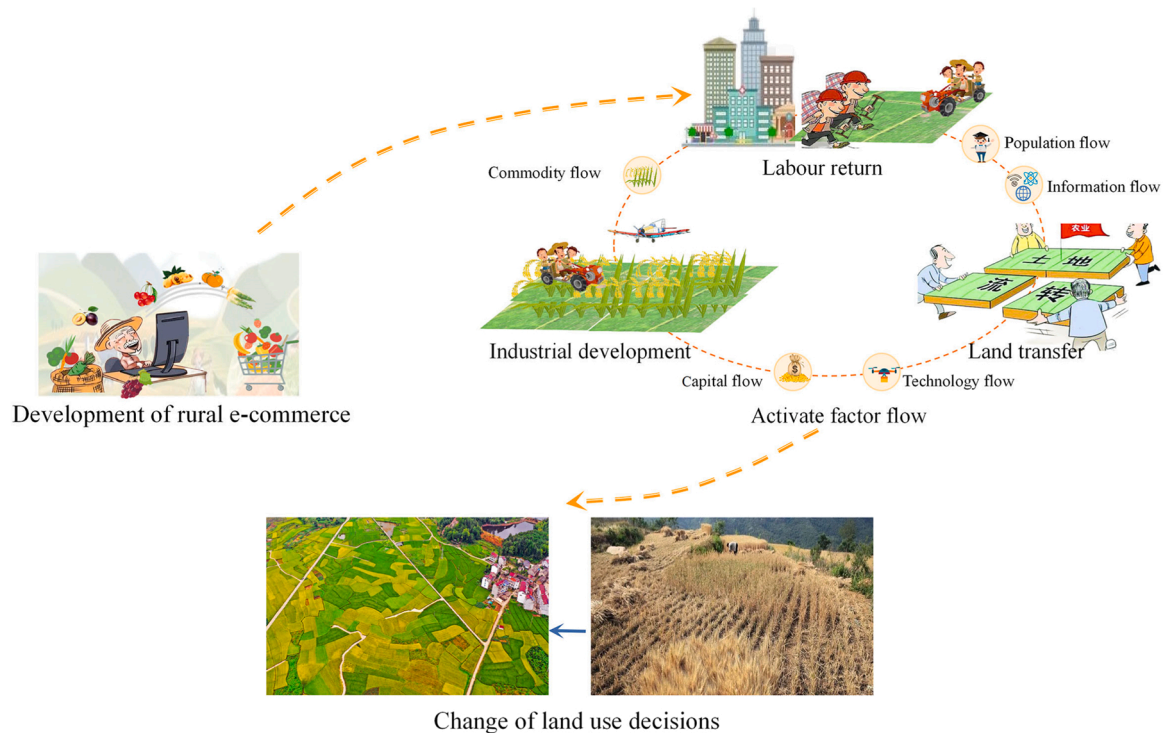 Labour return
Population flow
Commodity flow
Information flow
农业
土地
流转
Industrial development
Land transfer
Capital flow
Technology flow
Development of rural e-commerce
Activate factor flow
Change of land use decisions